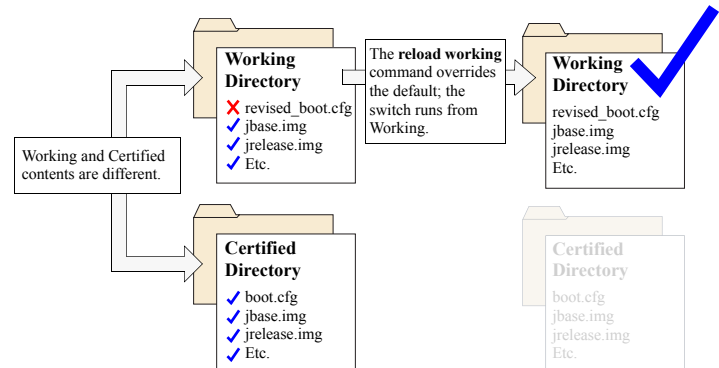 Working and Certified
contents are different.
Working
Directory
revised_boot.cfg
jbase.img
jrelease.img
Etc.
The reload working
command overrides
the default; the
switch runs from
Working.
Working
Directory
revised_boot.cfg
jbase.img
jrelease.img
Etc.
Certified
Directory
boot.cfg
jbase.img
jrelease.img
Etc.
Certified
Directory
boot.cfg
jbase.img
jrelease.img
Etc.